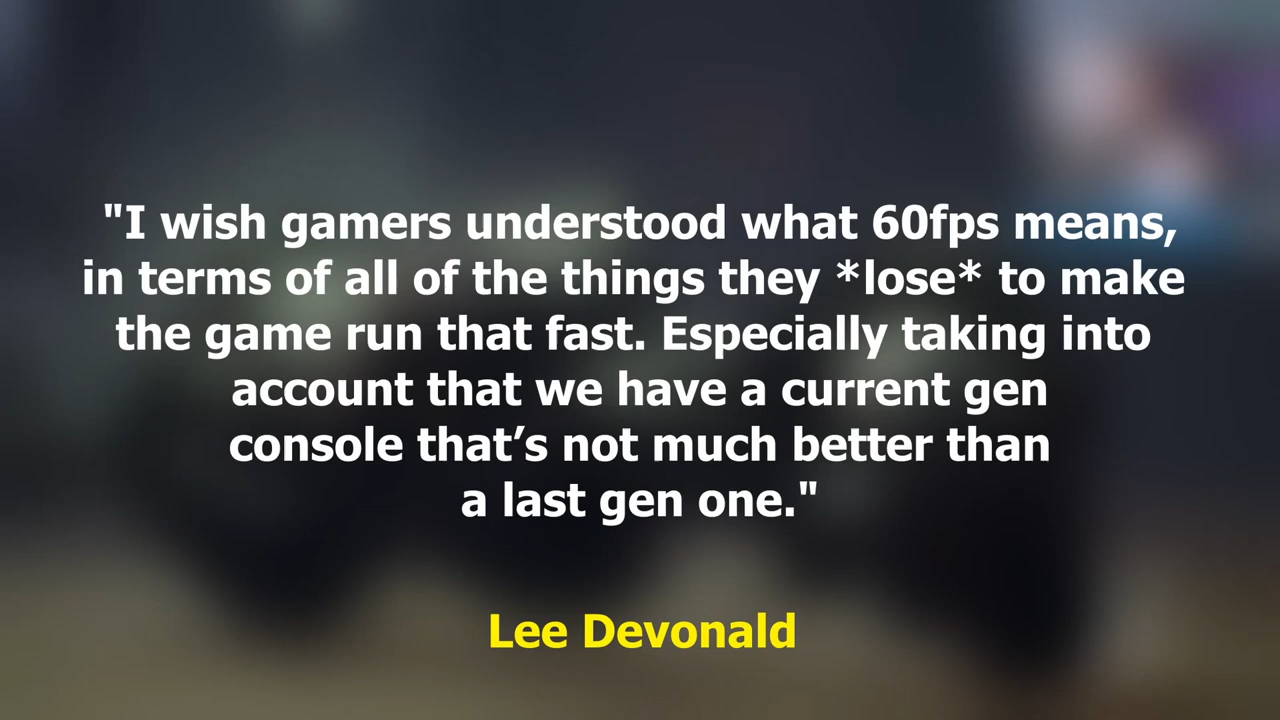 "I wish gamers understood what 60fps means,
in terms of all of the things they *lose* to make
the game run that fast. Especially taking into
account that we have a current gen
console that’s not much better than
a last gen one."
Lee Devonald